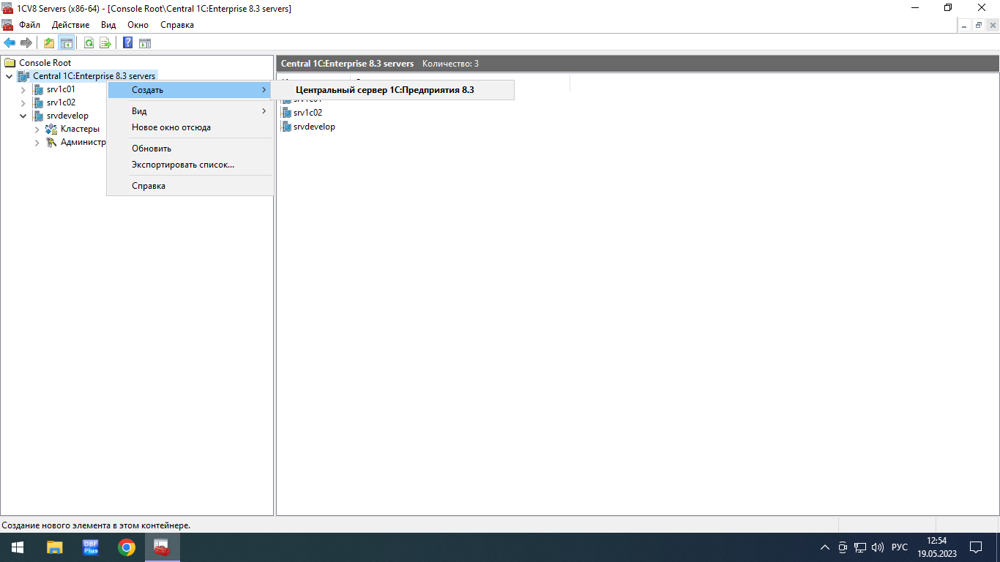 1CV8 Servers (x86-64) - [Console Root\Central 1C:Enterprise 8.3 servers]
Файл Действие Вид Окно Справка
Console Root
Central 1C:Enterprise 8.3 servers
srv1c01
srv1c02
srvdevelop
Кластеры
Администр
Создать
Вид
Новое окно отсюда
Обновить
Экспортировать список...
Справка
Центральный сервер 1С:Предприятия 8.3
Central 1C:Enterprise 8.3 servers Количество: 3
srv1c02
srvdevelop
Создание нового элемента в этом контейнере.
DBF
Plus
РУС
12:54
19.05.2023